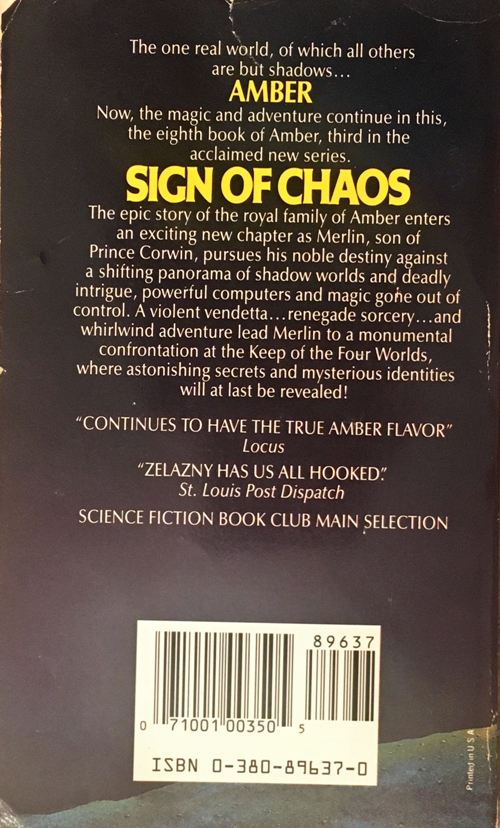 The one real world, of which all others
are but shadows...
AMBER
Now, the magic and adventure continue in this,
the eighth book of Amber, third in the
acclaimed new series.
SIGN OF CHAOS
The epic story of the royal family of Amber enters
an exciting new chapter as Merlin, son of
Prince Corwin, pursues his noble destiny against
a shifting panorama of shadow worlds and deadly
intrigue, powerful computers and magic gone out of
control. A violent vendetta...renegade sorcery...and
whirlwind adventure lead Merlin to a monumental
confrontation at the Keep of the Four Worlds,
where astonishing secrets and mysterious identities
will at last be revealed!
"CONTINUES TO HAVE THE TRUE AMBER FLAVOR"
Locus
"ZELAZNY HAS US ALL HOOKED."
St. Louis Post Dispatch
SCIENCE FICTION BOOK CLUB MAIN SELECTION
89637
0 71001 00350 5
ISBN 0-380-89637-0
Printed in U.S.A.